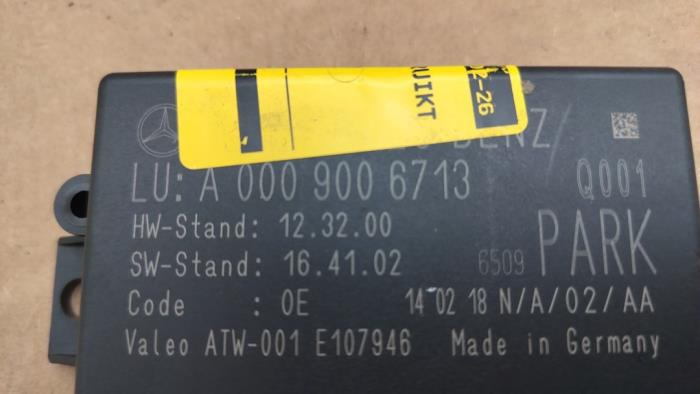 UIKT
2-26
BENZ
LU: A 000 900 6713 Q001
HW-Stand: 12.32.00
SW-Stand: 16.41.02 6509 PARK
Code : 0E 14 02 18 N/A/02/AA
Valeo ATW-001 E107946 Made in Germany